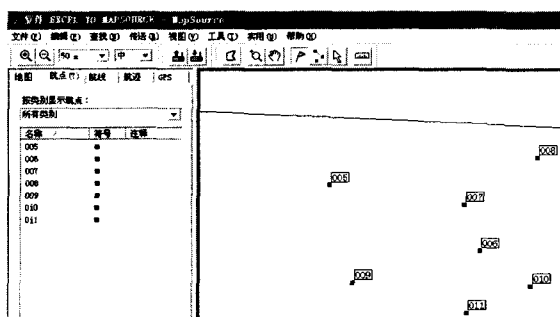 软件 EXCEL TO MAPSOURCE - MapSource
文件(F) 编辑(E) 查找(D) 传送(A) 视图(V) 工具(T) 实用(U) 帮助(H)
50 m 中
地图 航点(7) 航线 航迹 GPS
按类别显示航点：
所有类别
名称 符号 注释
005
006
007
008
009
010
011
008
005
007
006
009
010
011